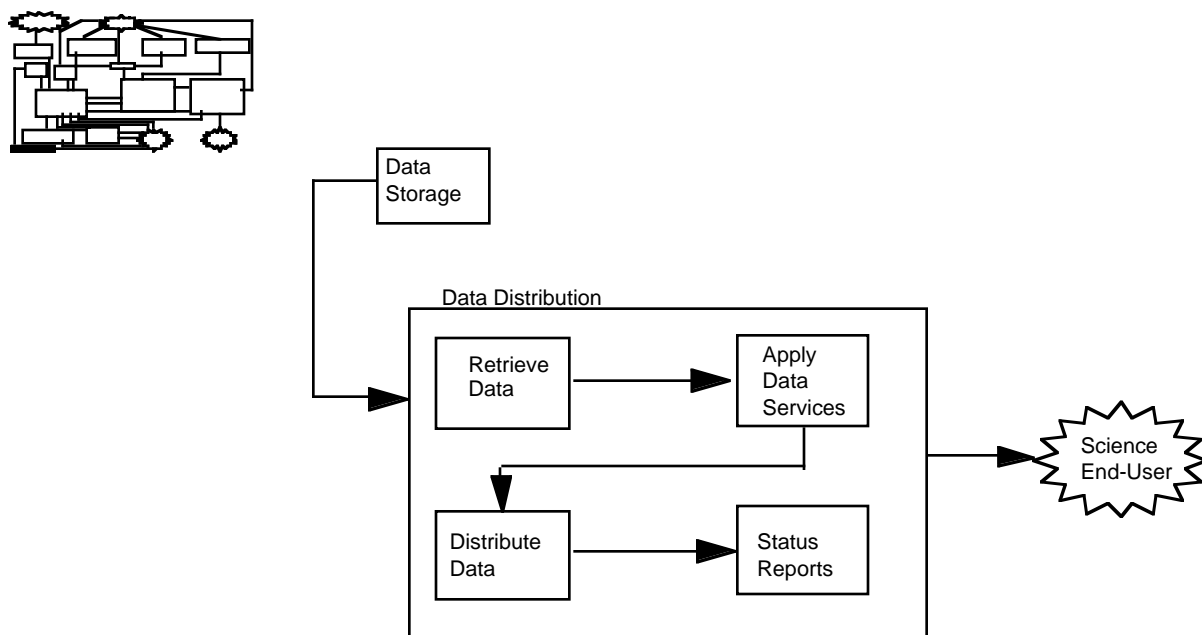 Data
Storage
Data Distribution
Retrieve
Data
Apply
Data
Services
Science
End-User
Distribute
Data
Status
Reports